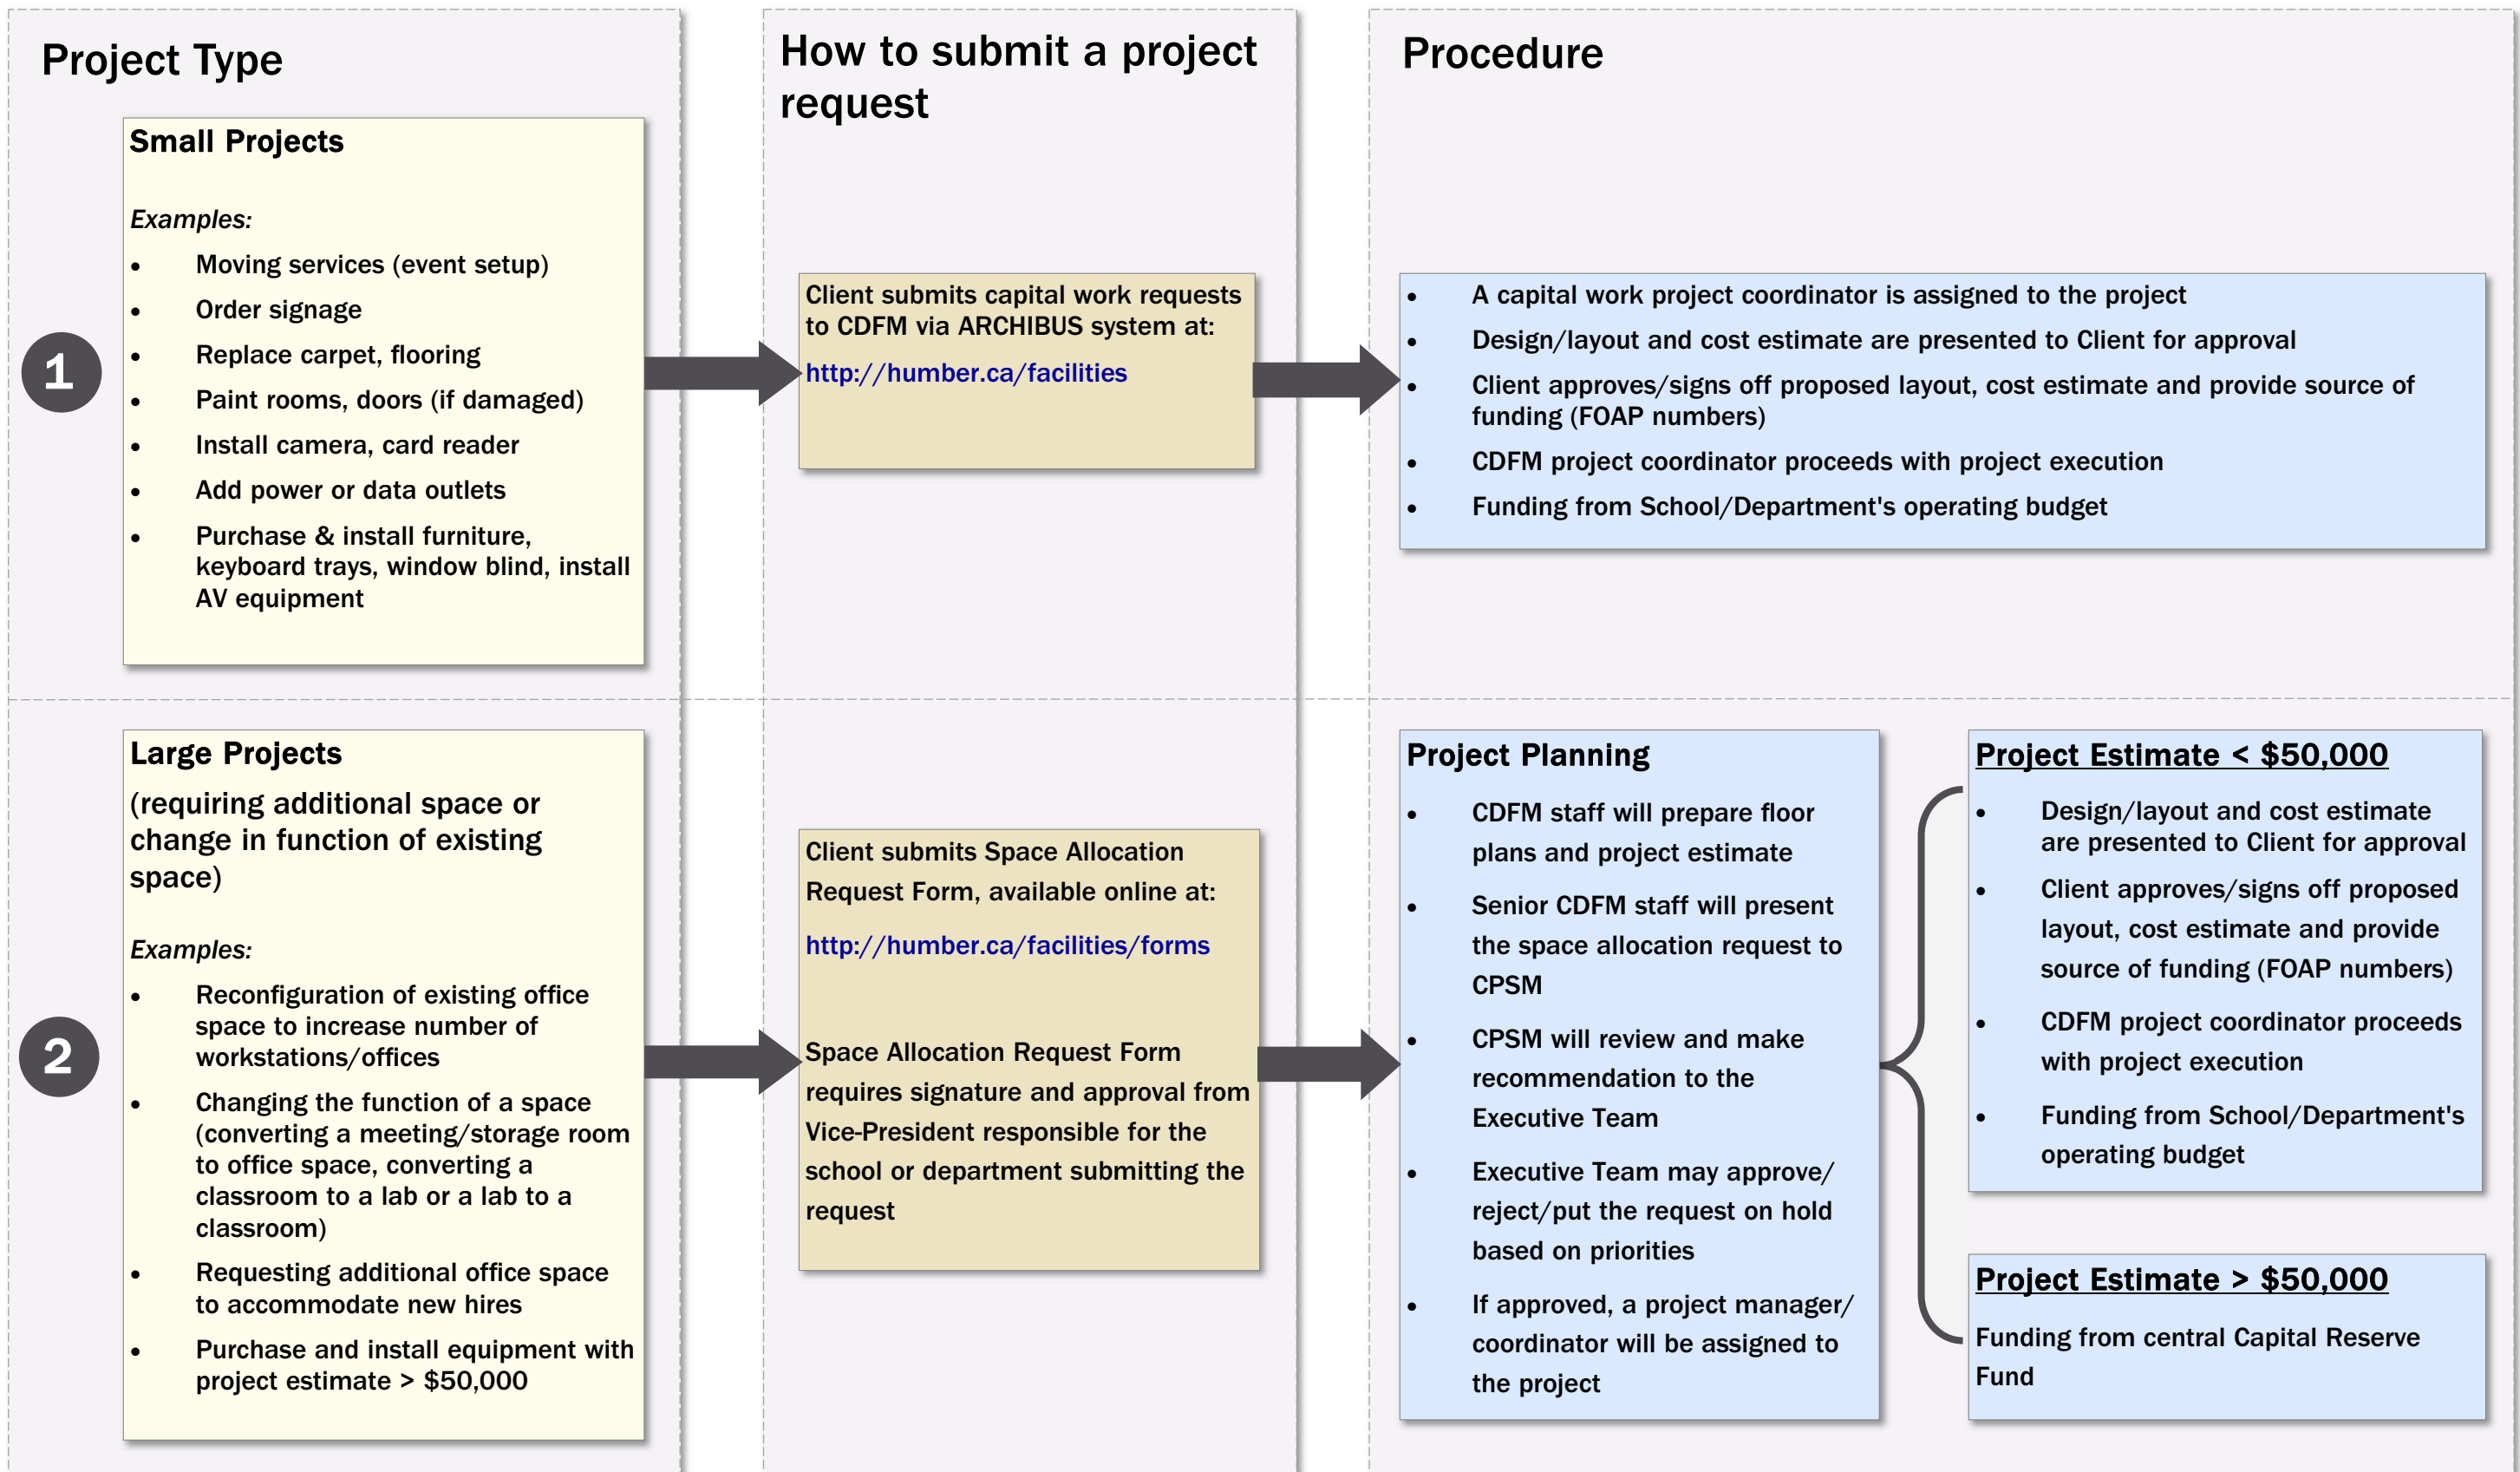 Project Type
How to submit a project
request
Procedure
1
Small Projects
Examples:
• Moving services (event setup)
• Order signage
• Replace carpet, flooring
• Paint rooms, doors (if damaged)
• Install camera, card reader
• Add power or data outlets
• Purchase & install furniture,
keyboard trays, window blind, install
AV equipment
Client submits capital work requests
to CDFM via ARCHIBUS system at:
http://humber.ca/facilities
• A capital work project coordinator is assigned to the project
• Design/layout and cost estimate are presented to Client for approval
• Client approves/signs off proposed layout, cost estimate and provide source of
funding (FOAP numbers)
• CDFM project coordinator proceeds with project execution
• Funding from School/Department's operating budget
2
Large Projects
(requiring additional space or
change in function of existing
space)
Examples:
• Reconfiguration of existing office
space to increase number of
workstations/offices
• Changing the function of a space
(converting a meeting/storage room
to office space, converting a
classroom to a lab or a lab to a
classroom)
• Requesting additional office space
to accommodate new hires
• Purchase and install equipment with
project estimate > $50,000
Client submits Space Allocation
Request Form, available online at:
http://humber.ca/facilities/forms
Space Allocation Request Form
requires signature and approval from
Vice-President responsible for the
school or department submitting the
request
Project Planning
• CDFM staff will prepare floor
plans and project estimate
• Senior CDFM staff will present
the space allocation request to
CPSM
• CPSM will review and make
recommendation to the
Executive Team
• Executive Team may approve/
reject/put the request on hold
based on priorities
• If approved, a project manager/
coordinator will be assigned to
the project
Project Estimate < $50,000
• Design/layout and cost estimate
are presented to Client for approval
• Client approves/signs off proposed
layout, cost estimate and provide
source of funding (FOAP numbers)
• CDFM project coordinator proceeds
with project execution
• Funding from School/Department's
operating budget
Project Estimate > $50,000
Funding from central Capital Reserve
Fund